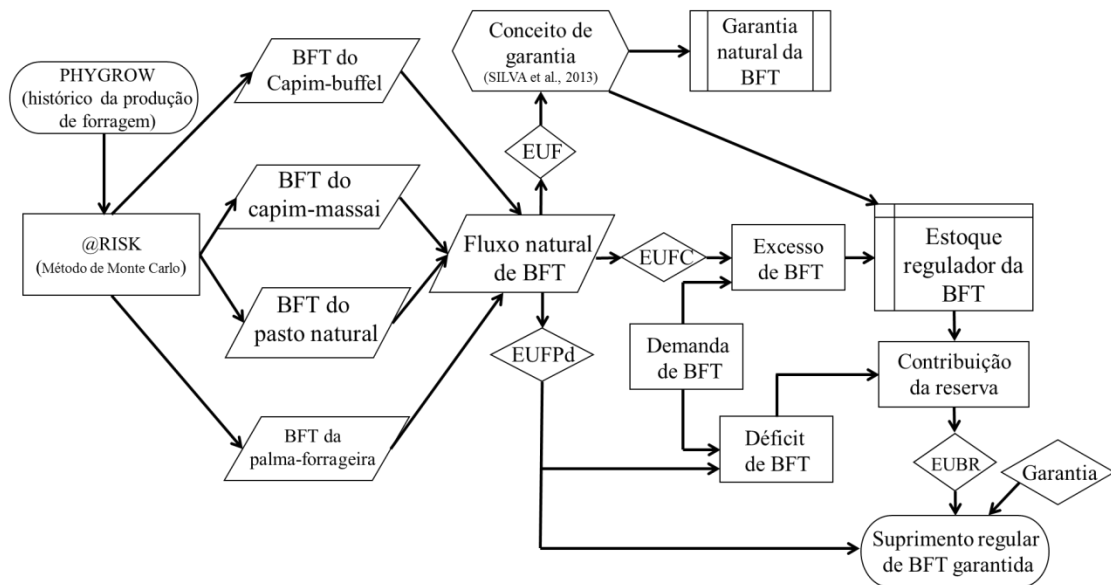 PHYGROW
(histórico da produção
de forragem)
@RISK
(Método de Monte Carlo)
BFT do
Capim-buffel
BFT do
capim-massai
BFT do
pasto natural
BFT da
palma-forrageira
Fluxo natural
de BFT
EUF
Conceito de
garantia
(SILVA et al., 2013)
Garantia
natural da
BFT
EUFC
Excesso
de BFT
Estoque
regulador da
BFT
EUFPd
Demanda
de BFT
Déficit
de BFT
Contribuição
da reserva
EUBR
Garantia
Suprimento regular
de BFT garantida